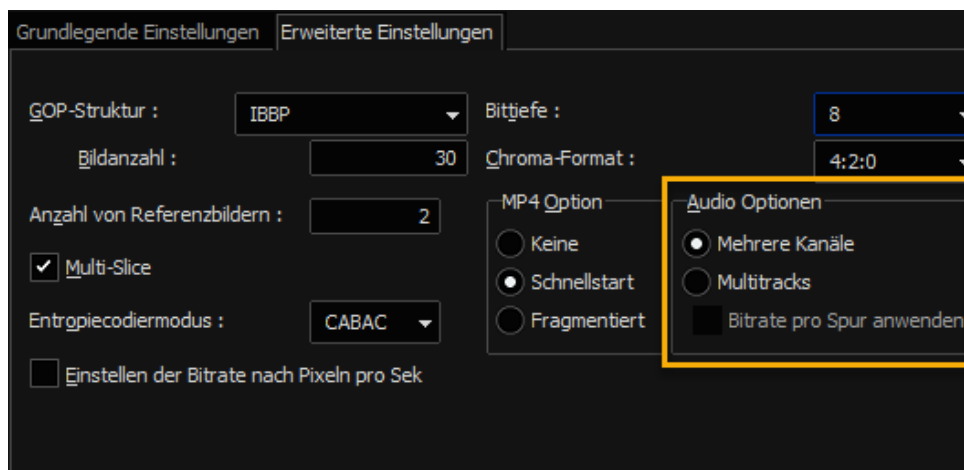 Grundlegende Einstellungen Erweiterte Einstellungen
GOP-Struktur : IBBP
Bildanzahl : 30
Anzahl von Referenzbildern : 2
Multi-Slice
Entropiecodiermodus : CABAC
Einstellen der Bitrate nach Pixeln pro Sek
Bittiefe : 8
Chroma-Format : 4:2:0
MP4 Option
Keine
Schnellstart
Fragmentiert
Audio Optionen
Mehrere Kanäle
Multitracks
Bitrate pro Spur anwenden